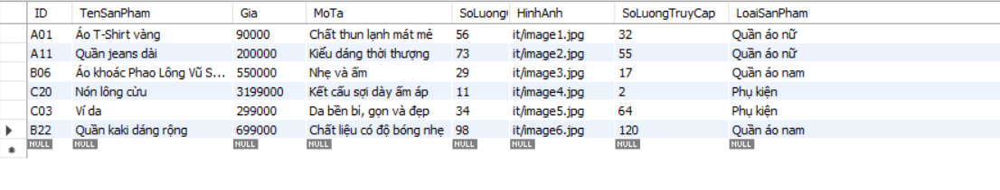 ID TenSanPham Gia MoTa SoLuong HinhAnh SoLuongTruyCap LoaiSanPham
A01 Áo T-Shirt vàng 90000 Chất thun lạnh mát mẻ 56 it/image1.jpg 32 Quần áo nữ
A11 Quần jeans dài 200000 Kiểu dáng thời thượng 73 it/image2.jpg 55 Quần áo nữ
B06 Áo khoác Phao Lông Vũ S... 550000 Nhẹ và ấm 29 it/image3.jpg 17 Quần áo nam
C20 Nón lông cừu 3199000 Kết cấu sợi dày ấm áp 11 it/image4.jpg 2 Phụ kiện
C03 Ví da 299000 Da bền bỉ, gọn và đẹp 34 it/image5.jpg 64 Phụ kiện
B22 Quần kaki dáng rộng 699000 Chất liệu có độ bóng nhẹ 98 it/image6.jpg 120 Quần áo nam
NULL NULL NULL NULL NULL NULL NULL NULL